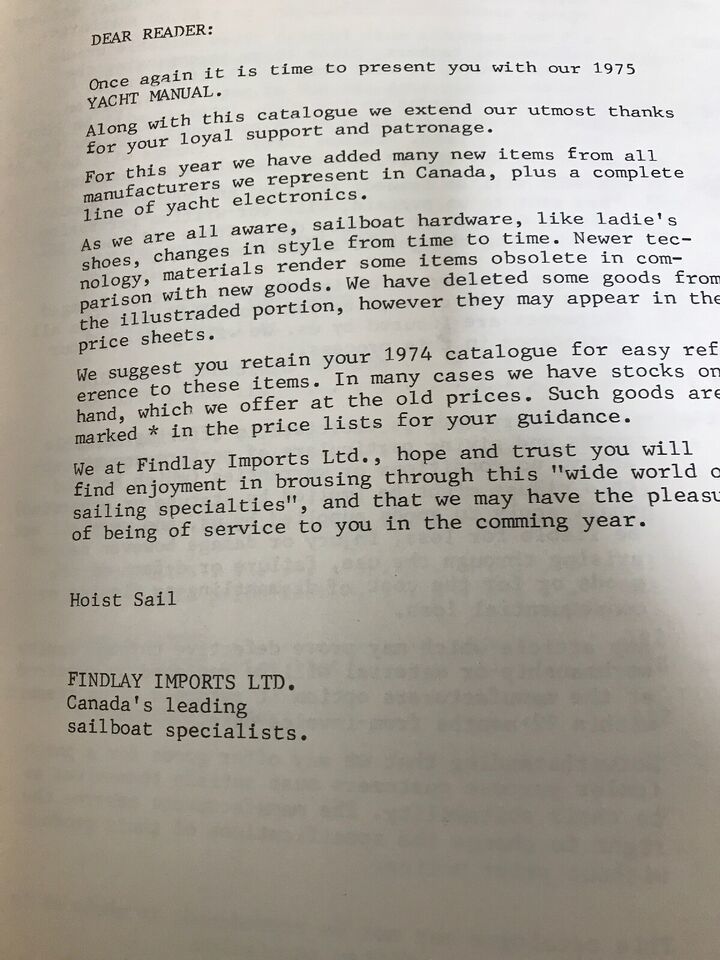 DEAR READER:
Once again it is time to present you with our 1975
YACHT MANUAL.
Along with this catalogue we extend our utmost thanks
for your loyal support and patronage.
For this year we have added many new items from all
manufacturers we represent in Canada, plus a complete
line of yacht electronics.
As we are all aware, sailboat hardware, like ladie's
shoes, changes in style from time to time. Newer tec-
nology, materials render some items obsolete in com-
parison with new goods. We have deleted some goods from
the illustraded portion, however they may appear in the
price sheets.
We suggest you retain your 1974 catalogue for easy ref
erence to these items. In many cases we have stocks on
hand, which we offer at the old prices. Such goods are
marked * in the price lists for your guidance.
We at Findlay Imports Ltd., hope and trust you will
find enjoyment in brousing through this "wide world o
sailing specialties", and that we may have the pleasu
of being of service to you in the comming year.
Hoist Sail
FINDLAY IMPORTS LTD.
Canada's leading
sailboat specialists.